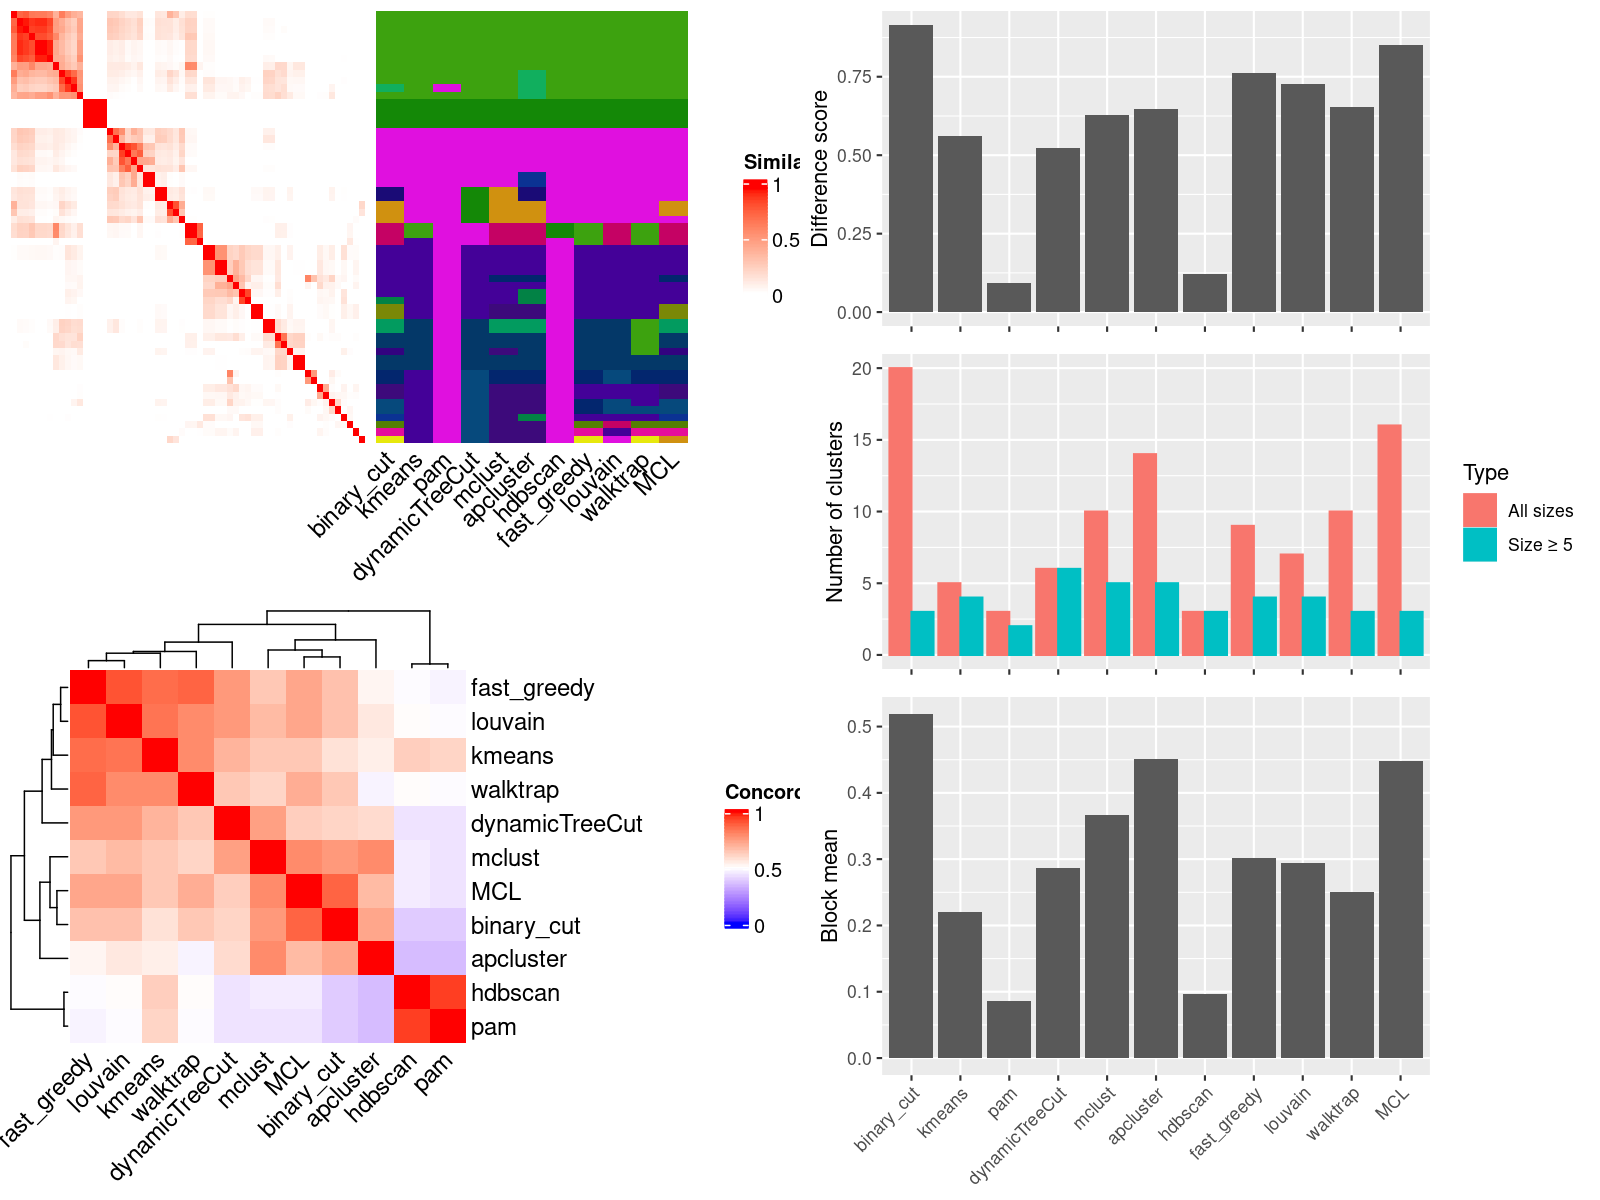 Simila
1
0.5
0
binary_cut
kmeans
pam
dynamicTreeCut
mclust
apcluster
hdbscan
fast_greedy
louvain
walktrap
MCL
Difference score
0.75
0.50
0.25
0.00
Number of clusters
20
15
10
5
0
Type
All sizes
Size ≥ 5
fast_greedy
louvain
kmeans
walktrap
dynamicTreeCut
mclust
MCL
binary_cut
apcluster
hdbscan
pam
fast_greedy
louvain
kmeans
walktrap
dynamicTreeCut
mclust
MCL
binary_cut
apcluster
hdbscan
pam
Concord
1
0.5
0
Block mean
0.5
0.4
0.3
0.2
0.1
0.0
binary_cut
kmeans
pam
dynamicTreeCut
mclust
apcluster
hdbscan
fast_greedy
louvain
walktrap
MCL